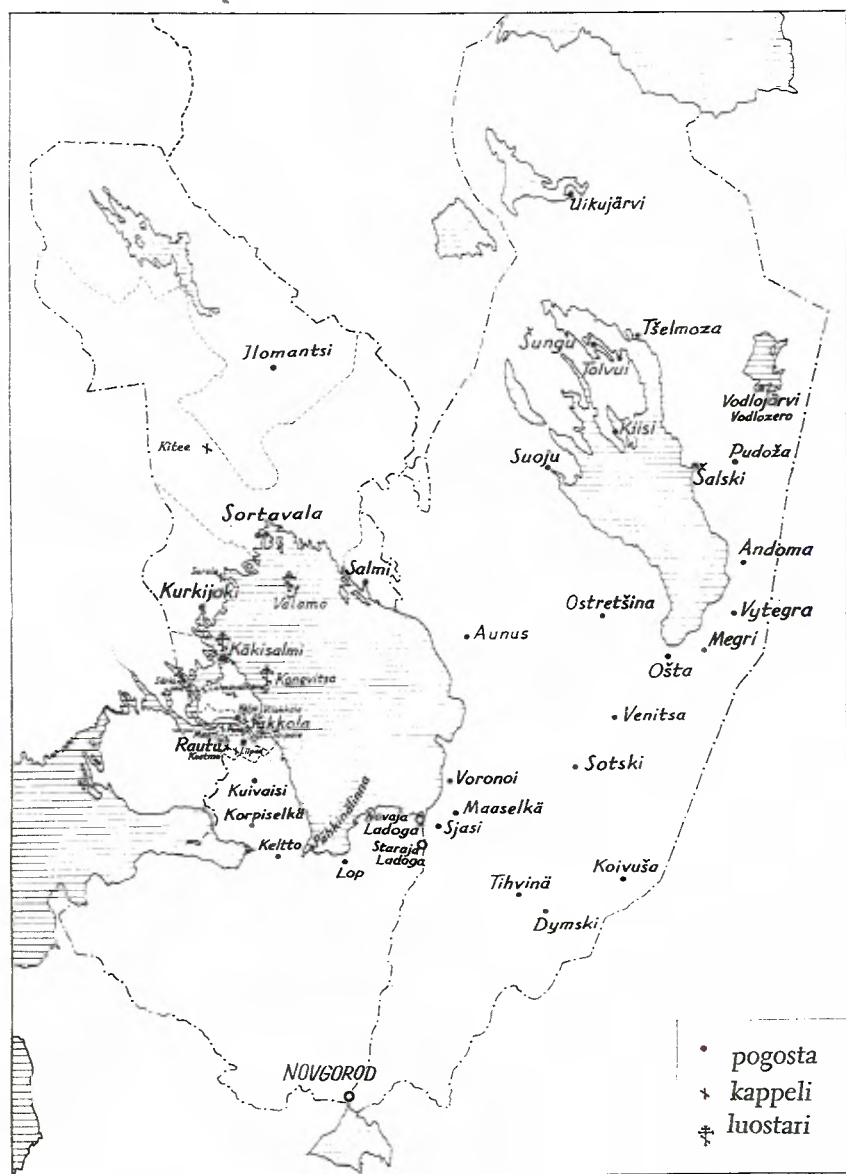 Uikujärvi
Tšelmoza
Šungu
Tolvui
Ilomantsi
Vodlojärvi
Vodlozero
Kiisi
Kitee
Pudoža
Suoju
Šalski
Sortavala
Andoma
Salmi
Kurkijoki
Valamo
Ostretšina
Vytegra
Aunus
Megri
Käkisalmi
Ošta
Konevitsa
Venitsa
Sakkola
Rautu
Sotski
Kuivaisi
Voronoi
Pähkinälinna
Korpiselkä
Novaja
Ladoga
Maaselkä
Sjasi
Keltto
Staraja
Ladoga
Lop
Koivuša
Tihvinä
Dymski
NOVGOROD
pogosta
kappeli
luostari